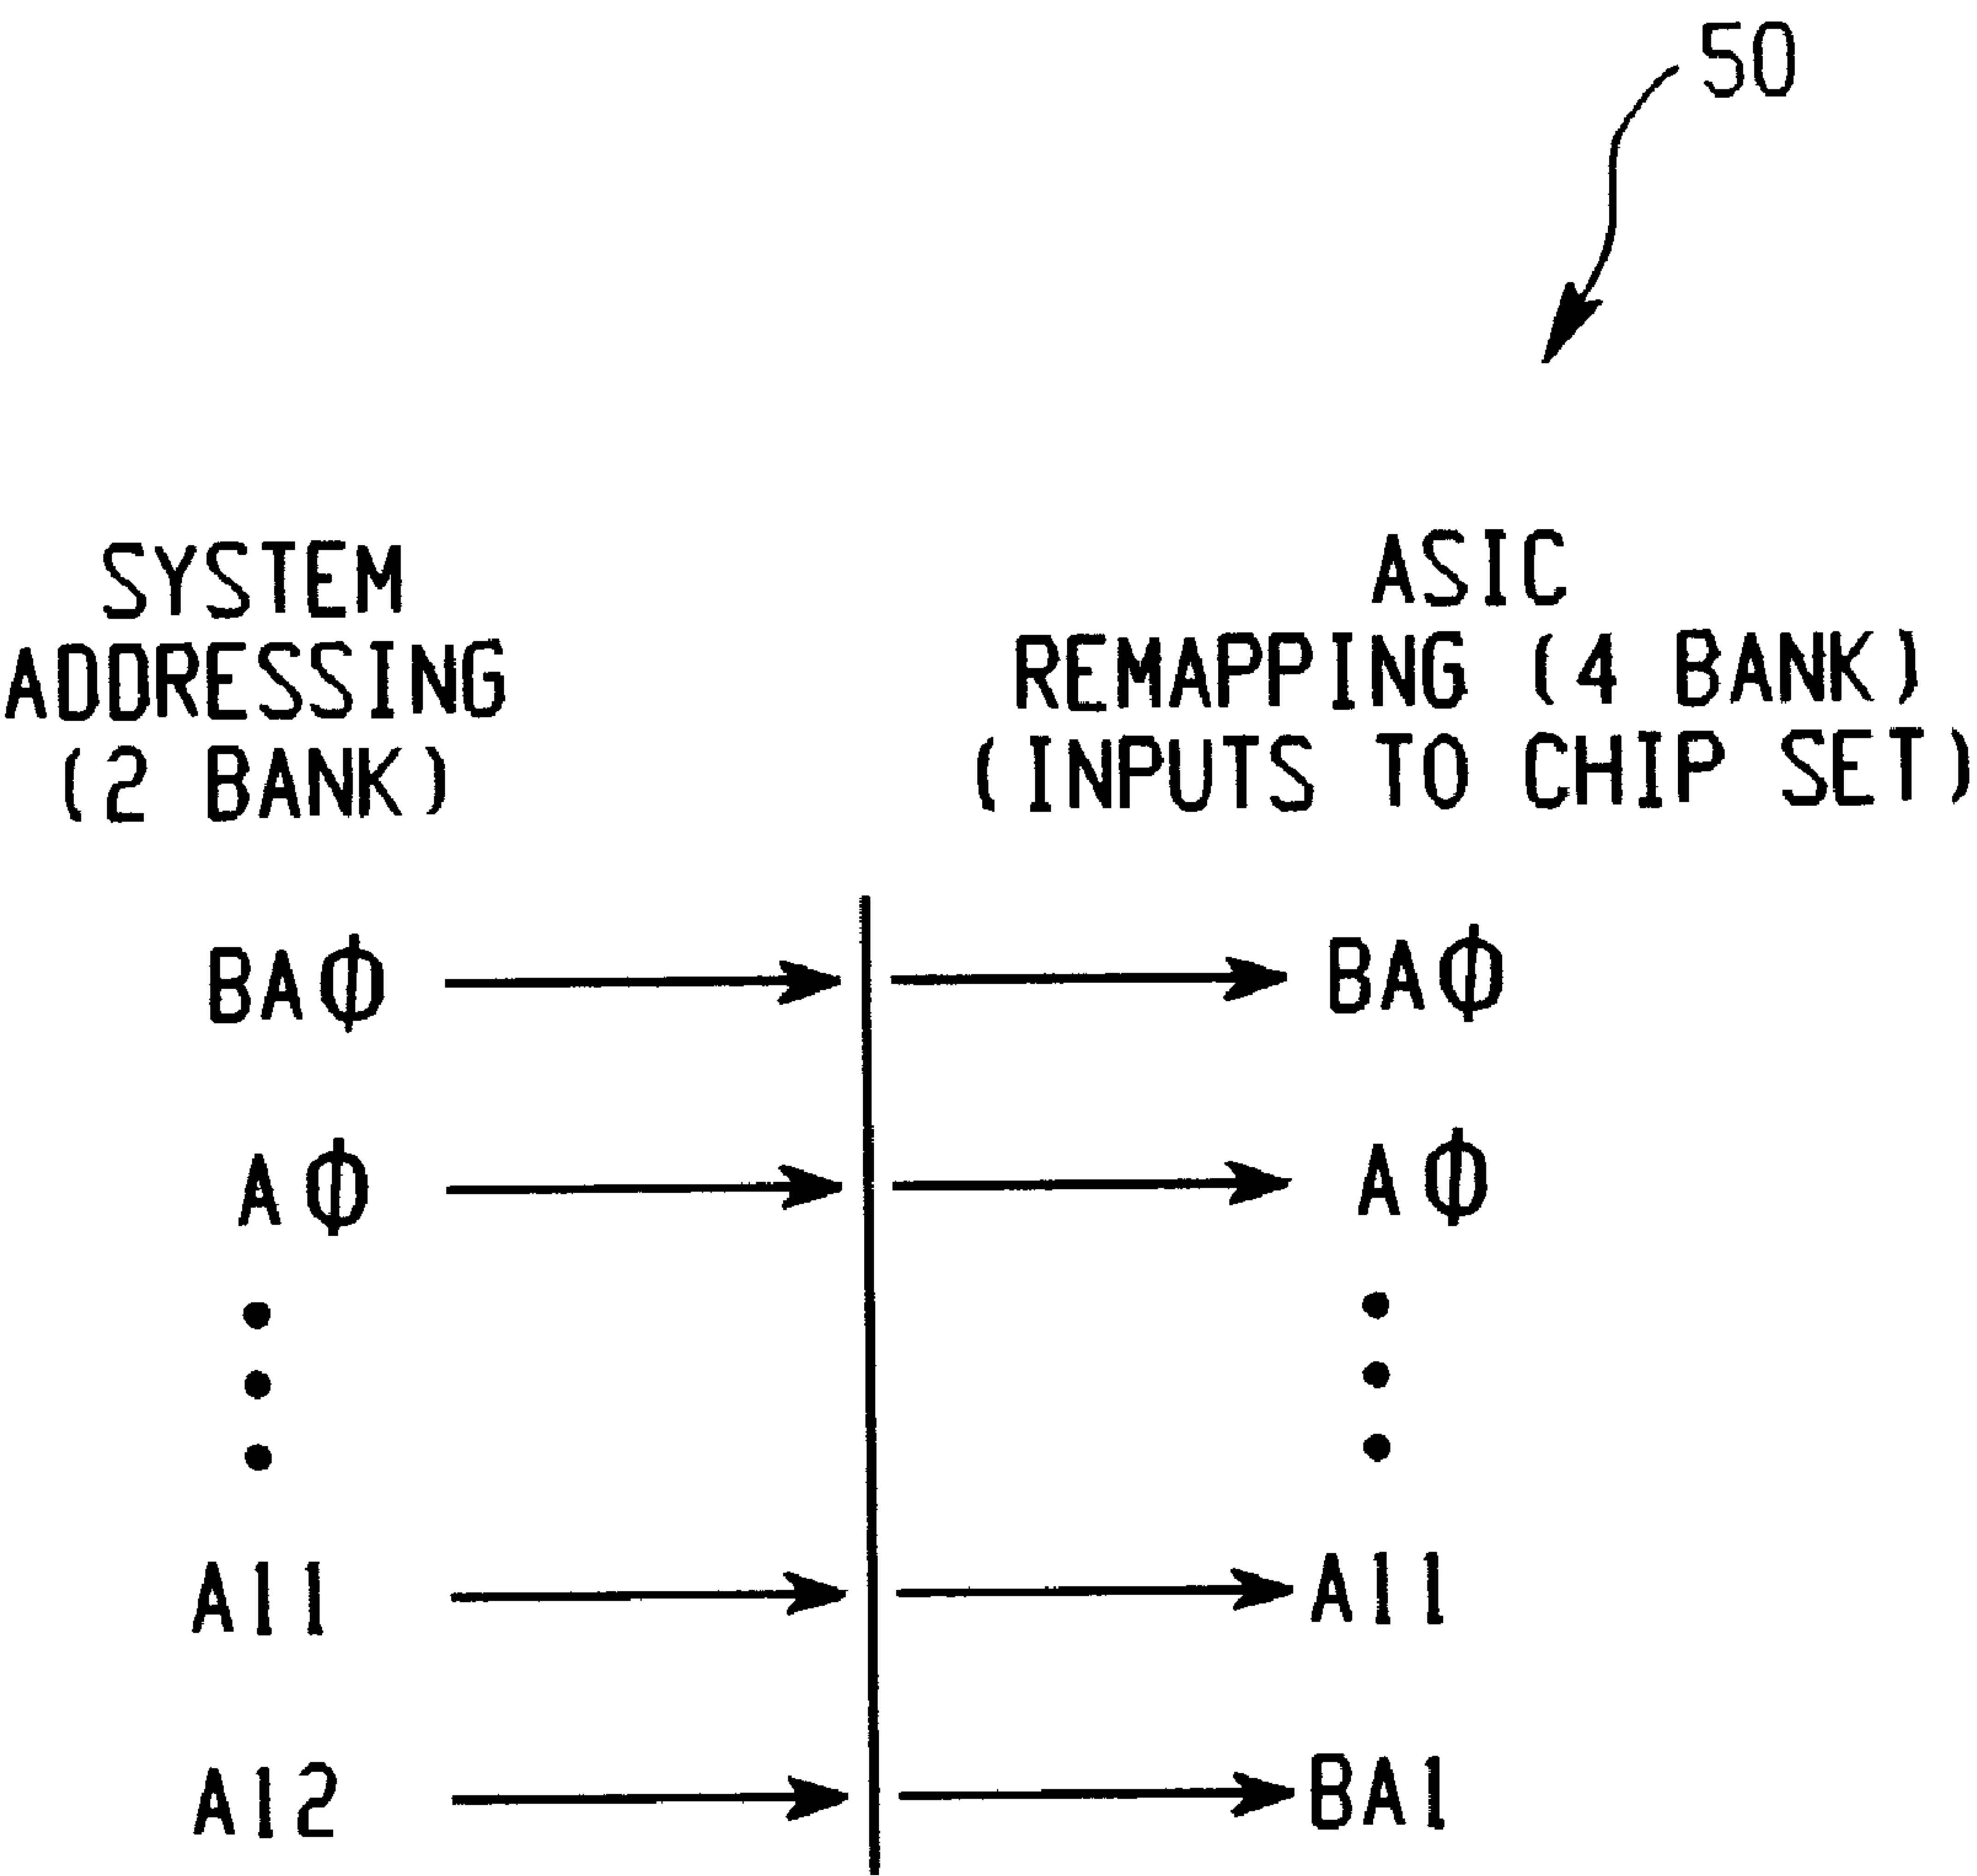 50
SYSTEM
ADDRESSING
(2 BANK)
ASIC
REMAPPING (4 BANK)
(INPUTS TO CHIP SET)
BAΦ BAΦ
AΦ AΦ
A11 A11
A12 BA1